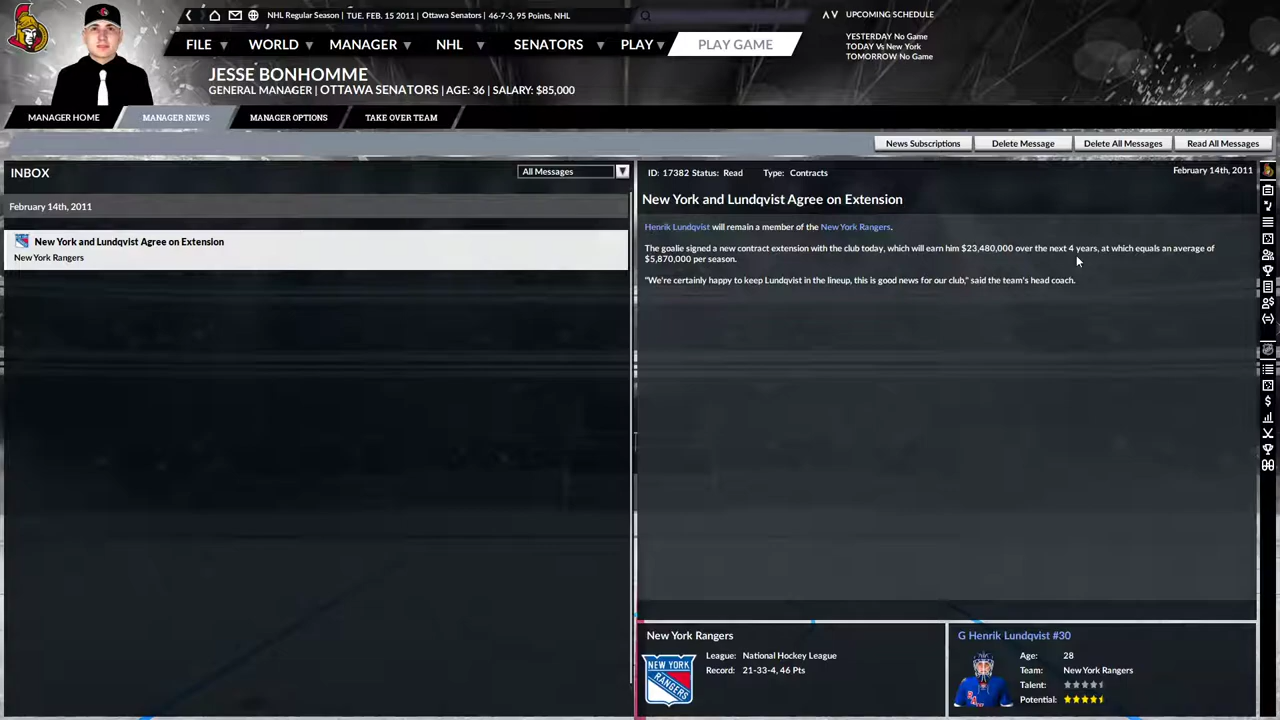 NHL Regular Season | TUE. FEB. 15 2011 | Ottawa Senators | 46-7-3, 95 Points, NHL
UPCOMING SCHEDULE
YESTERDAY No Game
TODAY Vs New York
TOMORROW No Game
FILE WORLD MANAGER NHL SENATORS PLAY PLAY GAME
JESSE BONHOMME
GENERAL MANAGER | OTTAWA SENATORS | AGE: 36 | SALARY: $85,000
MANAGER HOME MANAGER NEWS MANAGER OPTIONS TAKE OVER TEAM
News Subscriptions Delete Message Delete All Messages Read All Messages
INBOX All Messages
February 14th, 2011
New York and Lundqvist Agree on Extension
New York Rangers
ID: 17382 Status: Read Type: Contracts February 14th, 2011
New York and Lundqvist Agree on Extension
Henrik Lundqvist will remain a member of the New York Rangers.
The goalie signed a new contract extension with the club today, which will earn him $23,480,000 over the next 4 years, at which equals an average of
$5,870,000 per season.
"We're certainly happy to keep Lundqvist in the lineup, this is good news for our club," said the team's head coach.
New York Rangers
NEW YORK
RANGERS
League: National Hockey League
Record: 21-33-4, 46 Pts
G Henrik Lundqvist #30
Age: 28
Team: New York Rangers
Talent:
Potential: